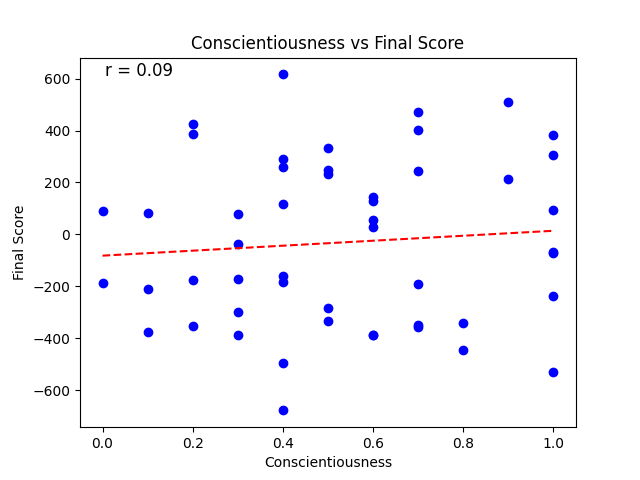 Conscientiousness vs Final Score
r = 0.09
600
400
200
0
−200
−400
−600
Final Score
0.0 0.2 0.4 0.6 0.8 1.0
Conscientiousness